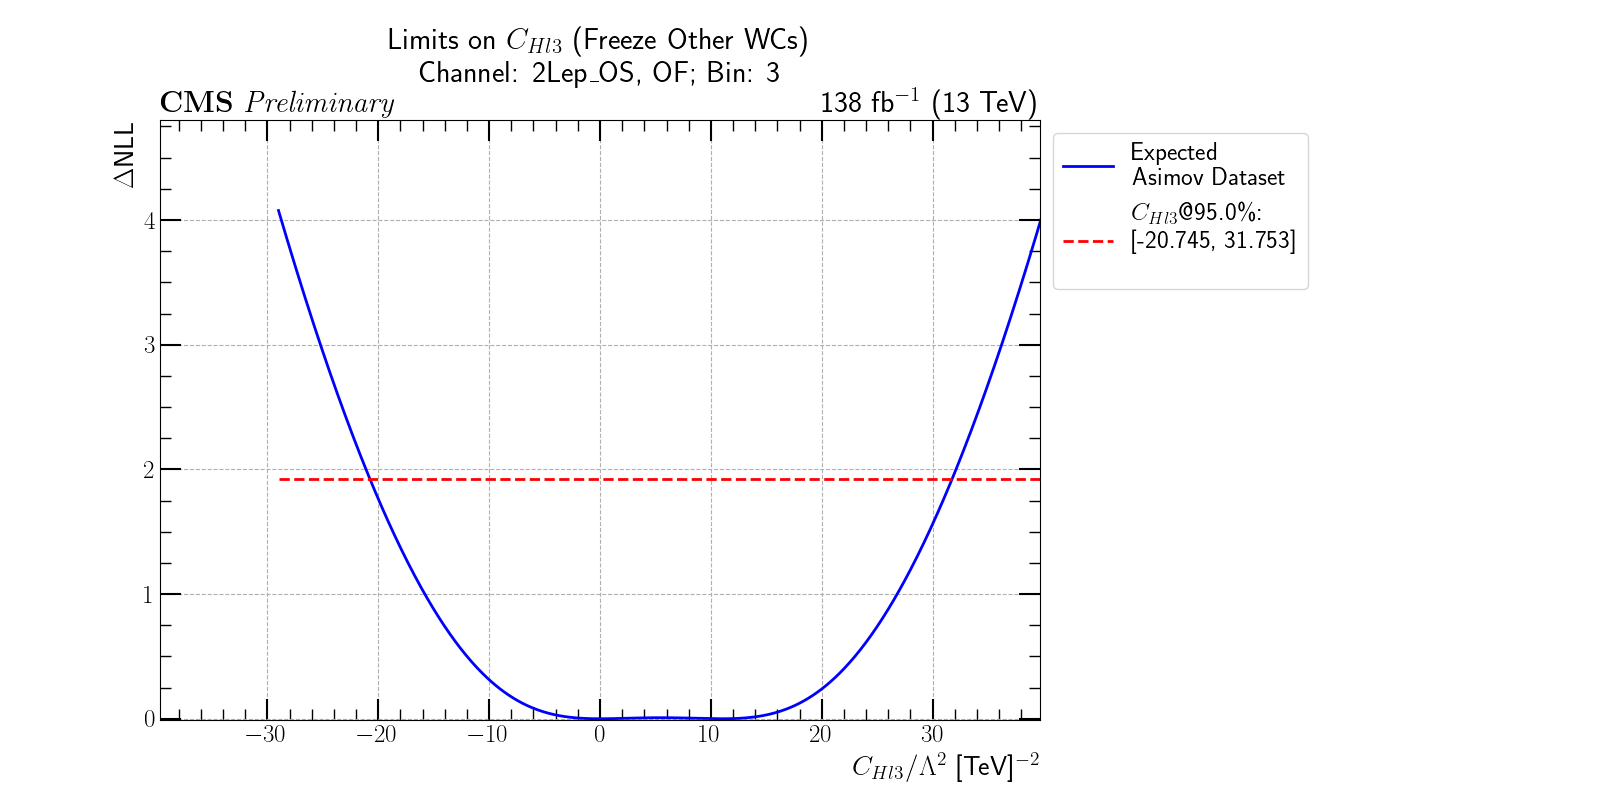 Limits on C_{Hl3} (Freeze Other WCs)
Channel: 2Lep_OS, OF; Bin: 3
CMS Preliminary 138 fb^{-1} (13 TeV)
ΔNLL
4
3
2
1
0
−30 −20 −10 0 10 20 30
C_{Hl3}/Λ^2 [TeV]^{-2}
Expected
Asimov Dataset
C_{Hl3}@95.0%:
[-20.745, 31.753]